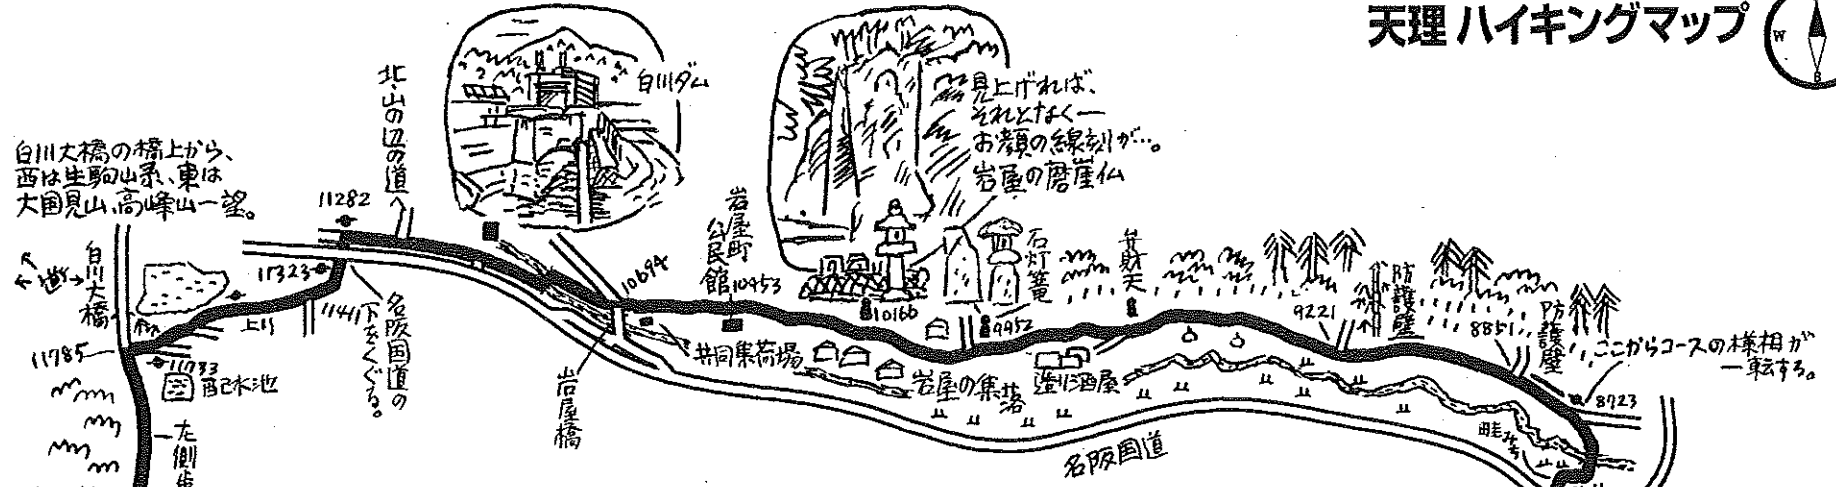 天理ハイキングマップ
W
白川ダム
北・山の辺の道へ
見上げれば、
それとなく一
お顔の線刻が…。
岩屋の磨崖仏
白川大橋の橋上から、
西は生駒山系、東は
大国見山、高峰山一望。
11282
岩屋町
公民館
10453
10694
石灯篭
弁財天
白川大橋
11323
11411
名阪国道の
下をくぐる。
上り
10166
9952
9221
防護壁
8851
防護壁
ここからコースの様相が
一転する。
11785
11733
配水池
共同集荷場
岩屋の集落
造り酒屋
岩屋橋
8723
名阪国道
左側歩